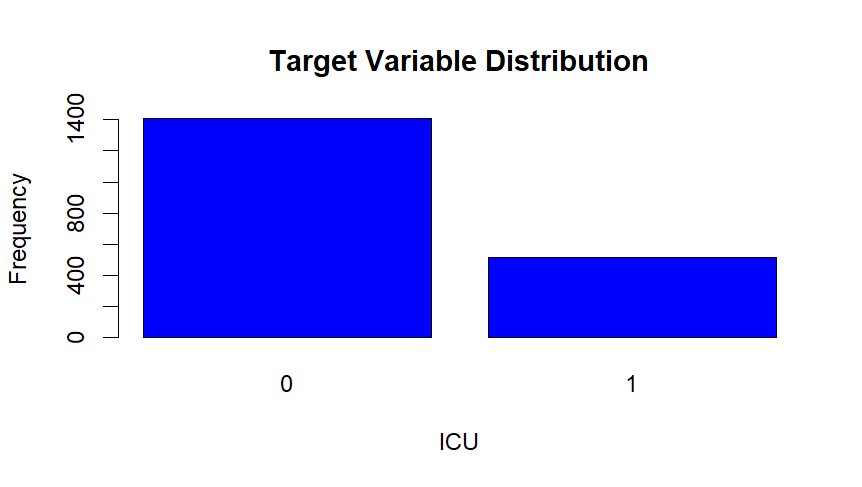 Target Variable Distribution
Frequency
1400
800
400
0
0 1
ICU